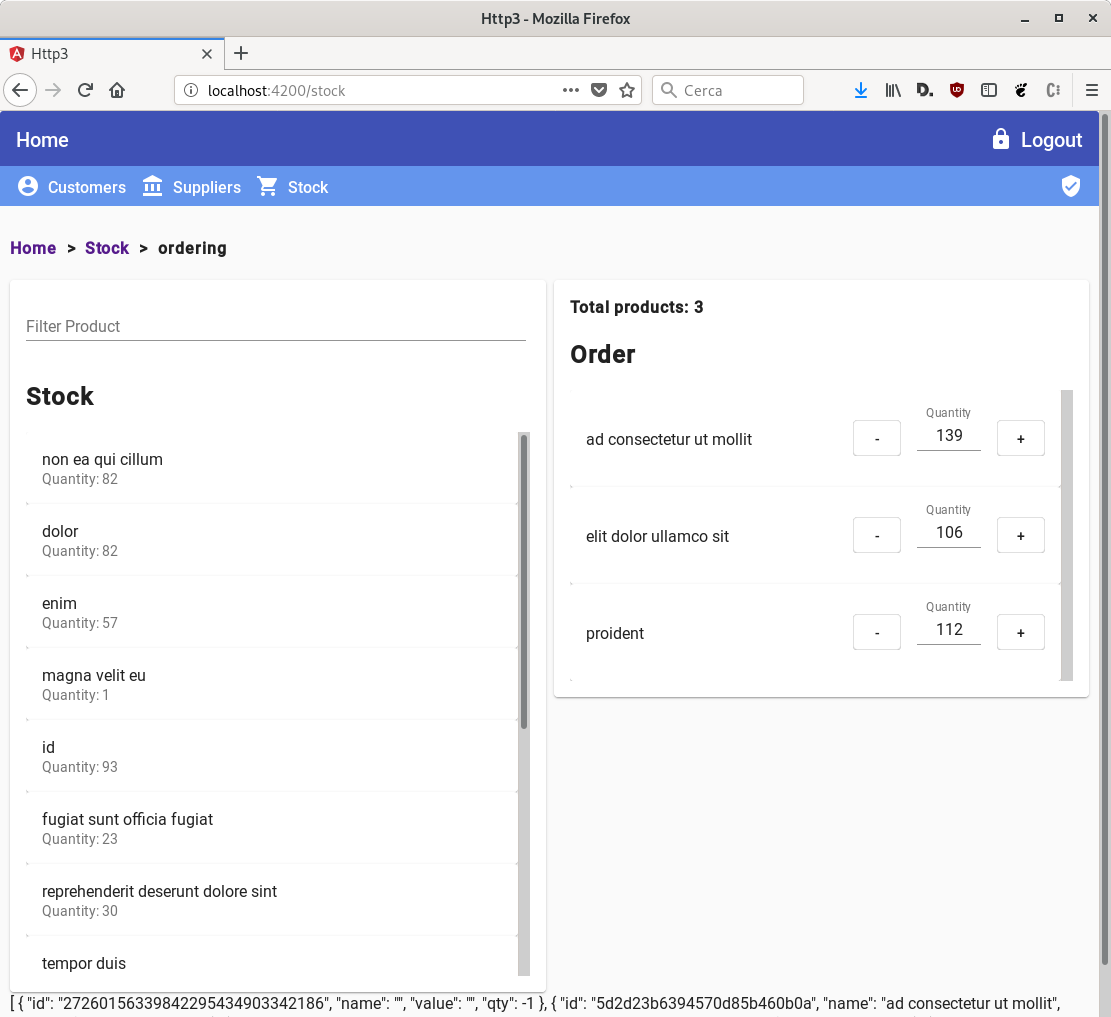 Http3 - Mozilla Firefox
Http3
localhost:4200/stock
Cerca
Home
Logout
Customers Suppliers Stock
Home > Stock > ordering
Filter Product
Stock
non ea qui cillum
Quantity: 82
dolor
Quantity: 82
enim
Quantity: 57
magna velit eu
Quantity: 1
id
Quantity: 93
fugiat sunt officia fugiat
Quantity: 23
reprehenderit deserunt dolore sint
Quantity: 30
tempor duis
Total products: 3
Order
Quantity
ad consectetur ut mollit - 139 +
Quantity
elit dolor ullamco sit - 106 +
Quantity
proident - 112 +
[ { "id": "272601563398422954349033421​86", "name": "", "value": "", "qty": -1 }, { "id": "5d2d23b6394570d85b460b0a", "name": "ad consectetur ut mollit",